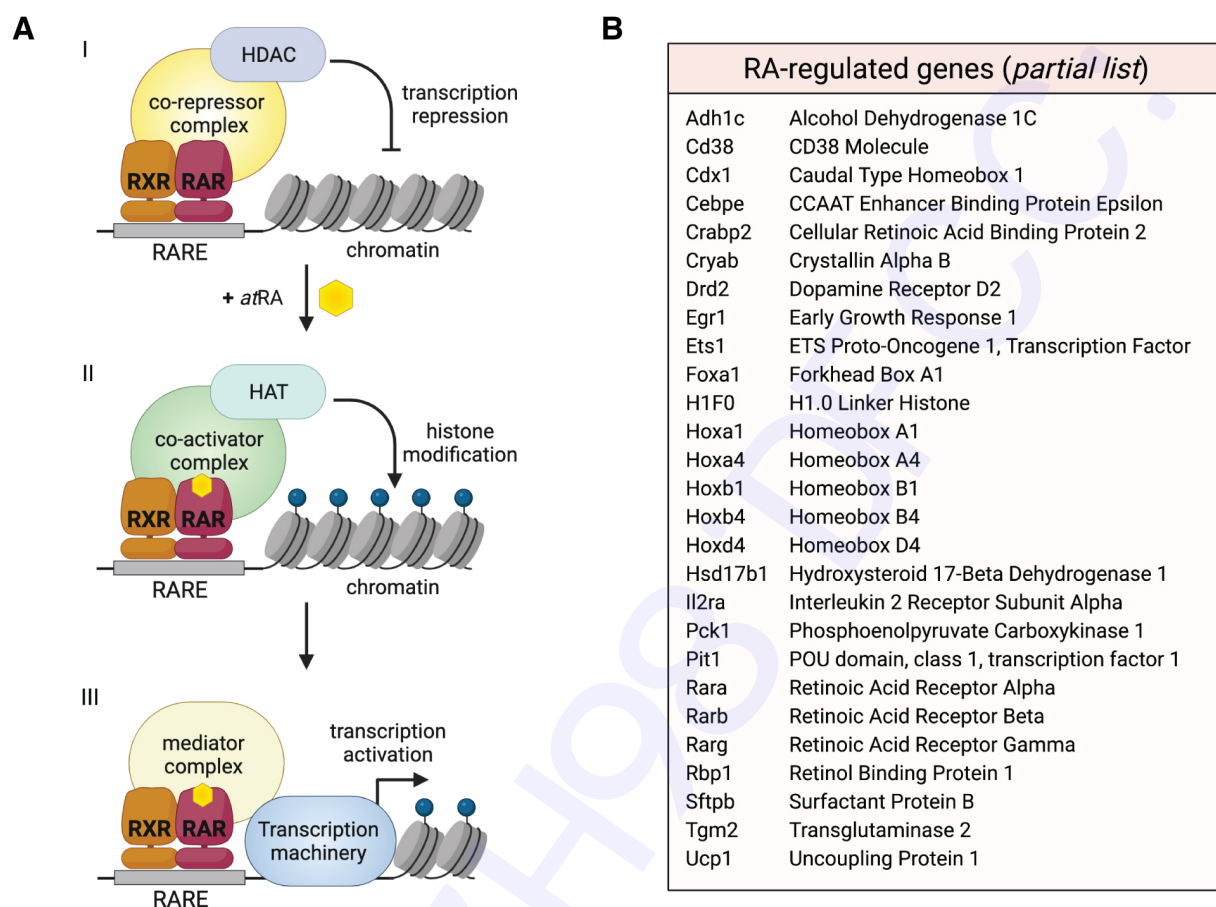 A
I
HDAC
co-repressor
complex
transcription
repression
RXR
RAR
RARE
chromatin
+ atRA
II
HAT
co-activator
complex
histone
modification
RXR
RAR
RARE
chromatin
III
mediator
complex
transcription
activation
RXR
RAR
Transcription
machinery
RARE
B
RA-regulated genes (partial list)
Adh1c Alcohol Dehydrogenase 1C
Cd38 CD38 Molecule
Cdx1 Caudal Type Homeobox 1
Cebpe CCAAT Enhancer Binding Protein Epsilon
Crabp2 Cellular Retinoic Acid Binding Protein 2
Cryab Crystallin Alpha B
Drd2 Dopamine Receptor D2
Egr1 Early Growth Response 1
Ets1 ETS Proto-Oncogene 1, Transcription Factor
Foxa1 Forkhead Box A1
H1F0 H1.0 Linker Histone
Hoxa1 Homeobox A1
Hoxa4 Homeobox A4
Hoxb1 Homeobox B1
Hoxb4 Homeobox B4
Hoxd4 Homeobox D4
Hsd17b1 Hydroxysteroid 17-Beta Dehydrogenase 1
Il2ra Interleukin 2 Receptor Subunit Alpha
Pck1 Phosphoenolpyruvate Carboxykinase 1
Pit1 POU domain, class 1, transcription factor 1
Rara Retinoic Acid Receptor Alpha
Rarb Retinoic Acid Receptor Beta
Rarg Retinoic Acid Receptor Gamma
Rbp1 Retinol Binding Protein 1
Sftpb Surfactant Protein B
Tgm2 Transglutaminase 2
Ucp1 Uncoupling Protein 1